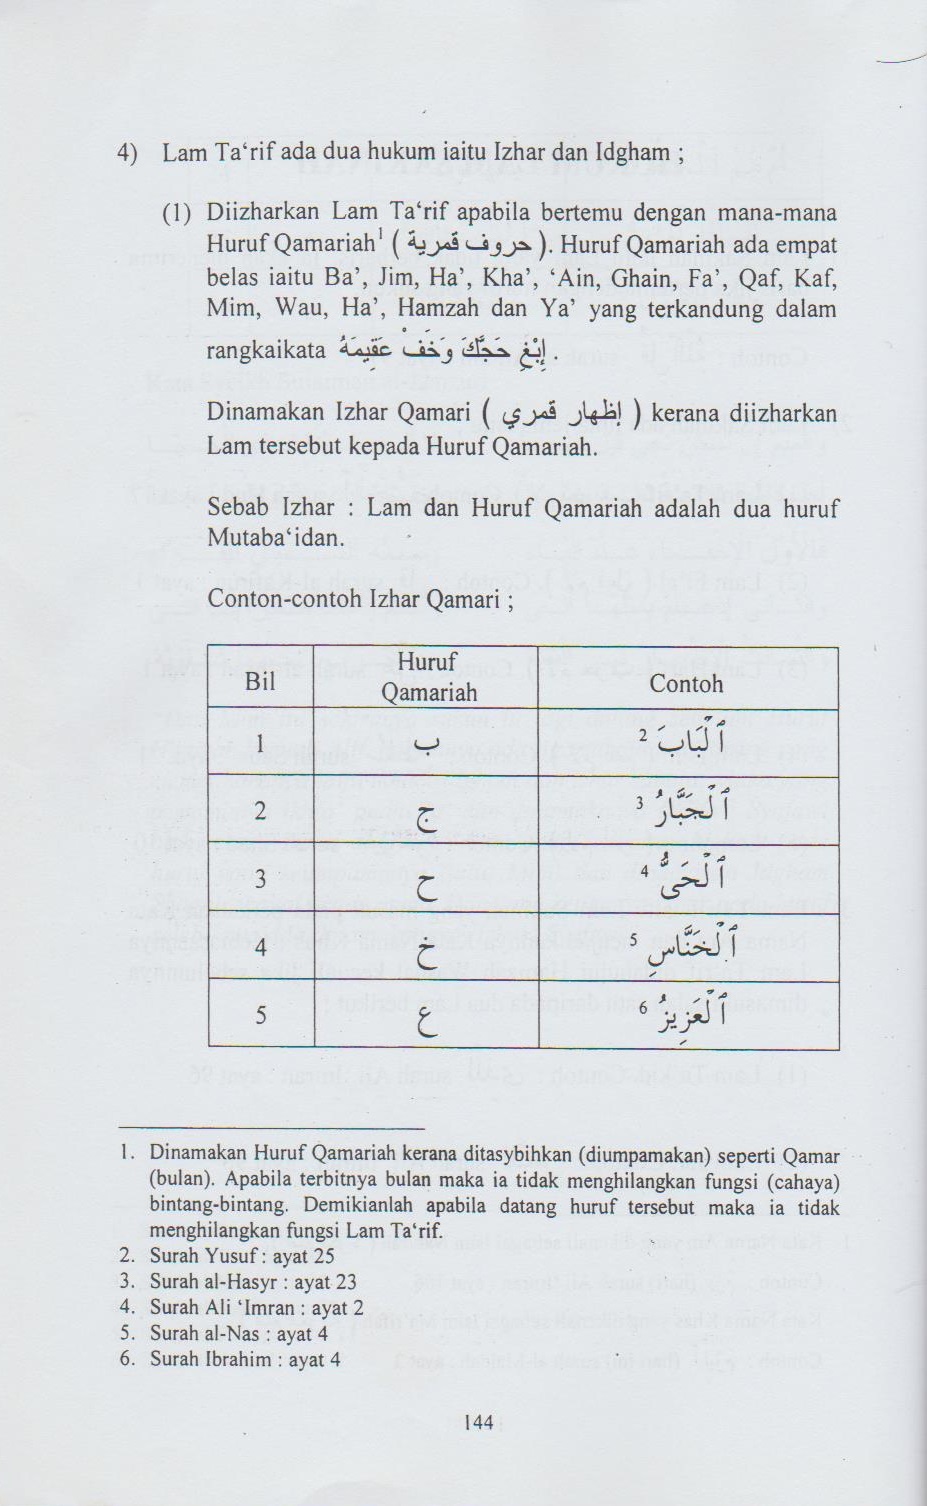 4) Lam Ta‘rif ada dua hukum iaitu Izhar dan Idgham ;
(1) Diizharkan Lam Ta‘rif apabila bertemu dengan mana-mana
Huruf Qamariah1 ( حروف قمرية ). Huruf Qamariah ada empat
belas iaitu Ba’, Jim, Ha’, Kha’, ‘Ain, Ghain, Fa’, Qaf, Kaf,
Mim, Wau, Ha’, Hamzah dan Ya’ yang terkandung dalam
rangkaikata إِبْغِ حَجَّكَ وَخَفْ عَقِيمَهُ .
Dinamakan Izhar Qamari ( إظهار قمري ) kerana diizharkan
Lam tersebut kepada Huruf Qamariah.
Sebab Izhar : Lam dan Huruf Qamariah adalah dua huruf
Mutaba‘idan.
Conton-contoh Izhar Qamari ;
Bil Huruf Qamariah Contoh
1 ب ٱلْبَابَ 2
2 ج ٱلْجَبَّارُ 3
3 ح ٱلْحَىُّ 4
4 خ ٱلْخَنَّاسِ 5
5 ع ٱلْعَزِيزُ 6
1. Dinamakan Huruf Qamariah kerana ditasybihkan (diumpamakan) seperti Qamar
(bulan). Apabila terbitnya bulan maka ia tidak menghilangkan fungsi (cahaya)
bintang-bintang. Demikianlah apabila datang huruf tersebut maka ia tidak
menghilangkan fungsi Lam Ta‘rif.
2. Surah Yusuf : ayat 25
3. Surah al-Hasyr : ayat 23
4. Surah Ali ‘Imran : ayat 2
5. Surah al-Nas : ayat 4
6. Surah Ibrahim : ayat 4
144